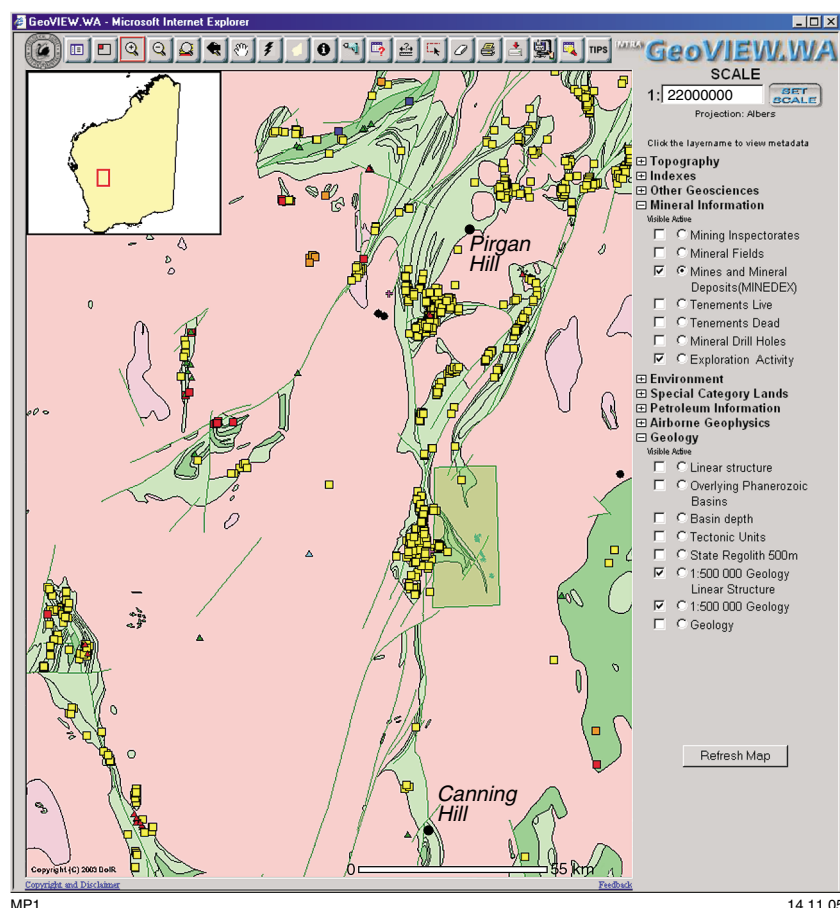 GeoVIEW.WA - Microsoft Internet Explorer
TIPS
GeoVIEW.WA
SCALE
1: 22000000
SET
SCALE
Projection: Albers
Click the layername to view metadata
Topography
Indexes
Other Geosciences
Mineral Information
Visible Active
Mining Inspectorates
Mineral Fields
Mines and Mineral
Deposits(MINEDEX)
Tenements Live
Tenements Dead
Mineral Drill Holes
Exploration Activity
Environment
Special Category Lands
Petroleum Information
Airborne Geophysics
Geology
Visible Active
Linear structure
Overlying Phanerozoic
Basins
Basin depth
Tectonic Units
State Regolith 500m
1:500 000 Geology
Linear Structure
1:500 000 Geology
Geology
Refresh Map
Pirgan
Hill
Canning
Hill
0
55 km
Copyright (C) 2003 DoIR
Copyright and Disclaimer
Feedback
MP1
14.11.05